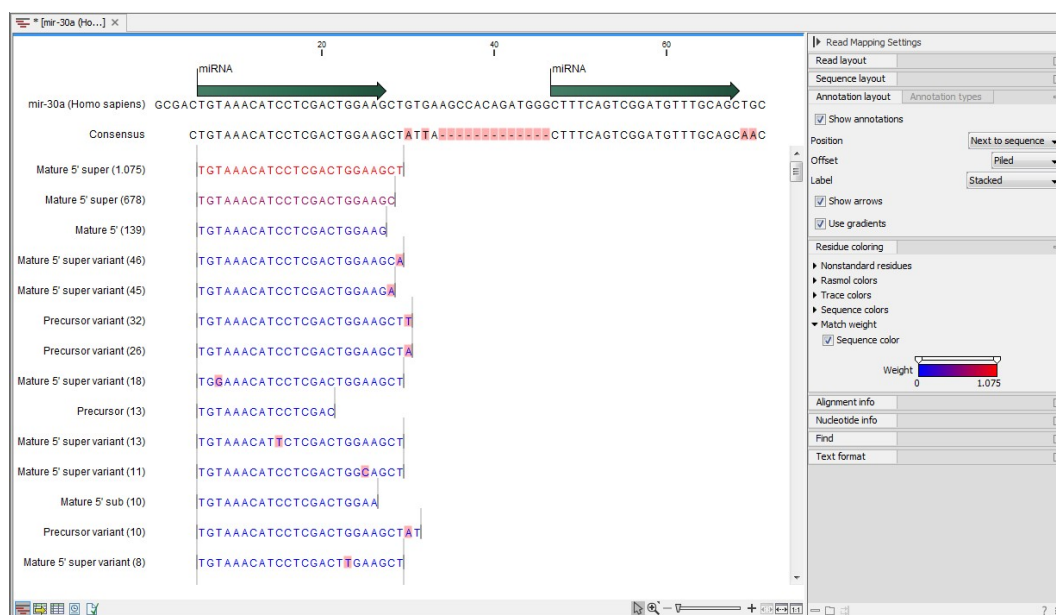 * [mir-30a (Ho...]
20
40
60
miRNA
miRNA
mir-30a (Homo sapiens) GCGACTGTAAACATCCTCGACTGGAAGCTGTGAAGCCACAGATGGGCTTTCAGTCGGATGTTTGCAGCTGC
Consensus CTGTAAACATCCTCGACTGGAAGCTATTA-------------CTTTCAGTCGGATGTTTGCAGCAAC
Mature 5' super (1.075) TGTAAACATCCTCGACTGGAAGCT
Mature 5' super (678) TGTAAACATCCTCGACTGGAAGC
Mature 5' (139) TGTAAACATCCTCGACTGGAAG
Mature 5' super variant (46) TGTAAACATCCTCGACTGGAAGCA
Mature 5' super variant (45) TGTAAACATCCTCGACTGGAAGA
Precursor variant (32) TGTAAACATCCTCGACTGGAAGCTT
Precursor variant (26) TGTAAACATCCTCGACTGGAAGCTA
Mature 5' super variant (18) TGGAAACATCCTCGACTGGAAGCT
Precursor (13) TGTAAACATCCTCGAC
Mature 5' super variant (13) TGTAAACATTCTCGACTGGAAGCT
Mature 5' super variant (11) TGTAAACATCCTCGACTGGCAGCT
Mature 5' sub (10) TGTAAACATCCTCGACTGGAA
Precursor variant (10) TGTAAACATCCTCGACTGGAAGCTAT
Mature 5' super variant (8) TGTAAACATCCTCGACTTGAAGCT
Read Mapping Settings
Read layout
Sequence layout
Annotation layout Annotation types
Show annotations
Position Next to sequence
Offset Piled
Label Stacked
Show arrows
Use gradients
Residue coloring
Nonstandard residues
Rasmol colors
Trace colors
Sequence colors
Match weight
Sequence color
Weight
0 1.075
Alignment info
Nucleotide info
Find
Text format
1:1
?